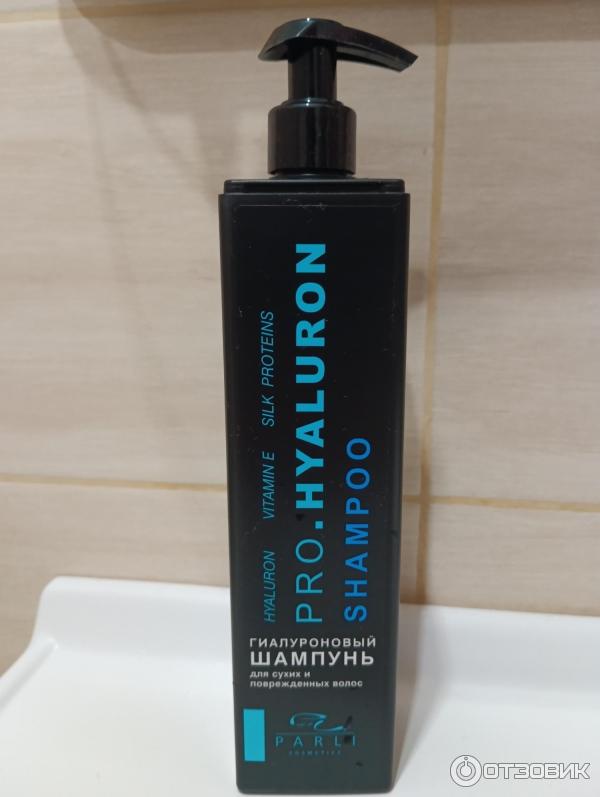 HYALURON VITAMIN E SILK PROTEINS
PRO.HYALURON
SHAMPOO
ГИАЛУРОНОВЫЙ
ШАМПУНЬ
для сухих и
поврежденных волос
PARLI
COSMETICS
ОТЗОВИК